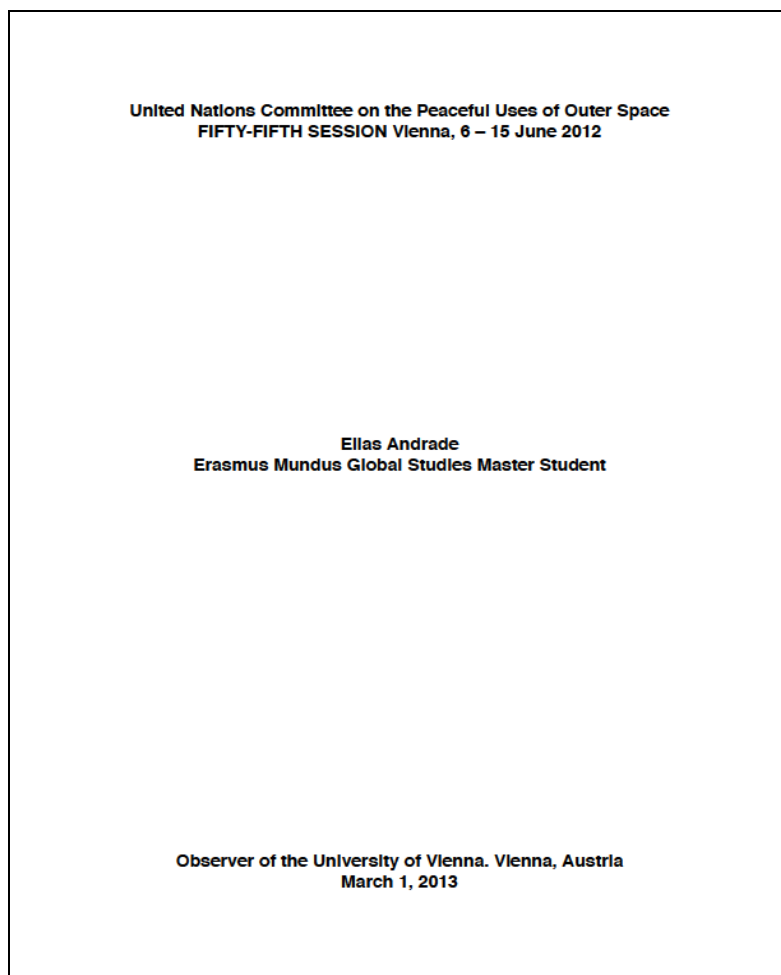 United Nations Committee on the Peaceful Uses of Outer Space
FIFTY-FIFTH SESSION Vienna, 6 – 15 June 2012
Elias Andrade
Erasmus Mundus Global Studies Master Student
Observer of the University of Vienna. Vienna, Austria
March 1, 2013